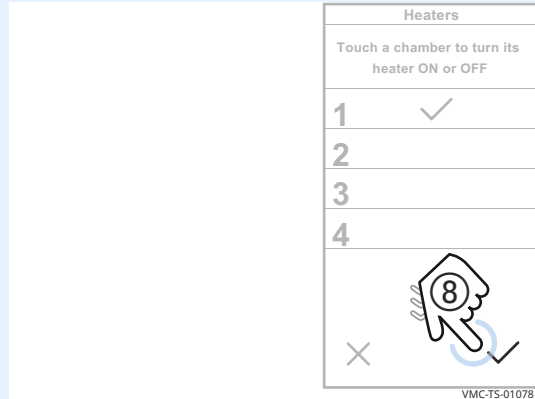 Heaters
Touch a chamber to turn its
heater ON or OFF
1
2
3
4
8
VMC-TS-01078